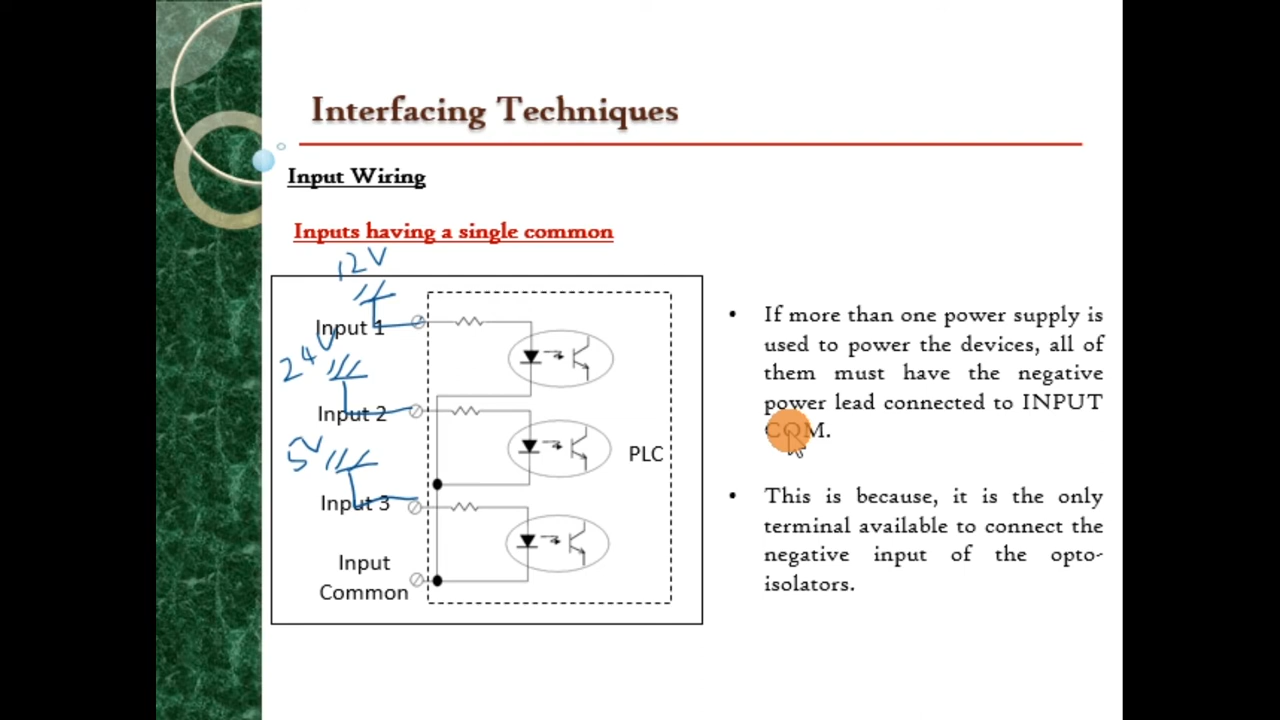 Interfacing Techniques
Input Wiring
Inputs having a single common
12V
Input 1
24V
Input 2
5V
Input 3
Input
Common
PLC
• If more than one power supply is
used to power the devices, all of
them must have the negative
power lead connected to INPUT
COM.
• This is because, it is the only
terminal available to connect the
negative input of the opto-
isolators.